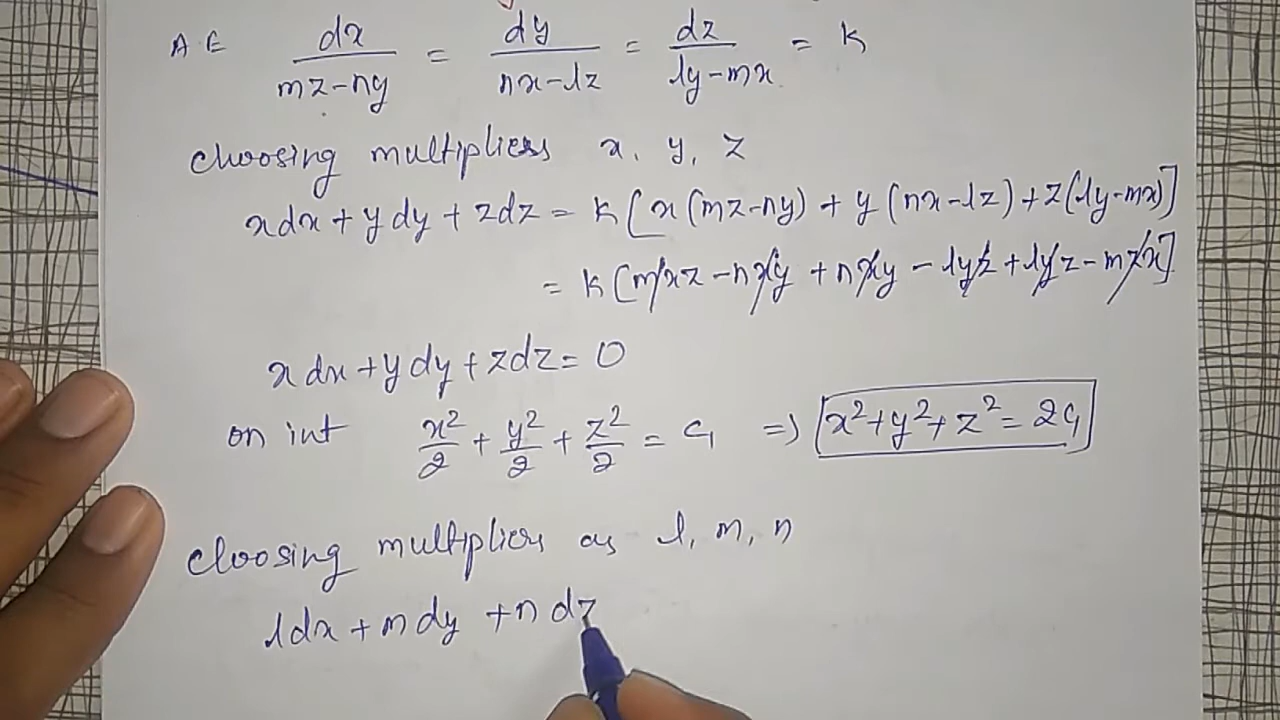 A.E dx/(mz-ny) = dy/(nx-lz) = dz/(ly-mx) = k
choosing multipliers x, y, z
xdx + ydy + zdz = k[x(mz-ny) + y(nx-lz) + z(ly-mx)]
= k[mxz - nxy + nxy - lyz + lyz - mzx]
xdx + ydy + zdz = 0
on int x²/2 + y²/2 + z²/2 = c₁ ⇒ x² + y² + z² = 2c₁
choosing multipliers as l, m, n
ldx + mdy + ndz